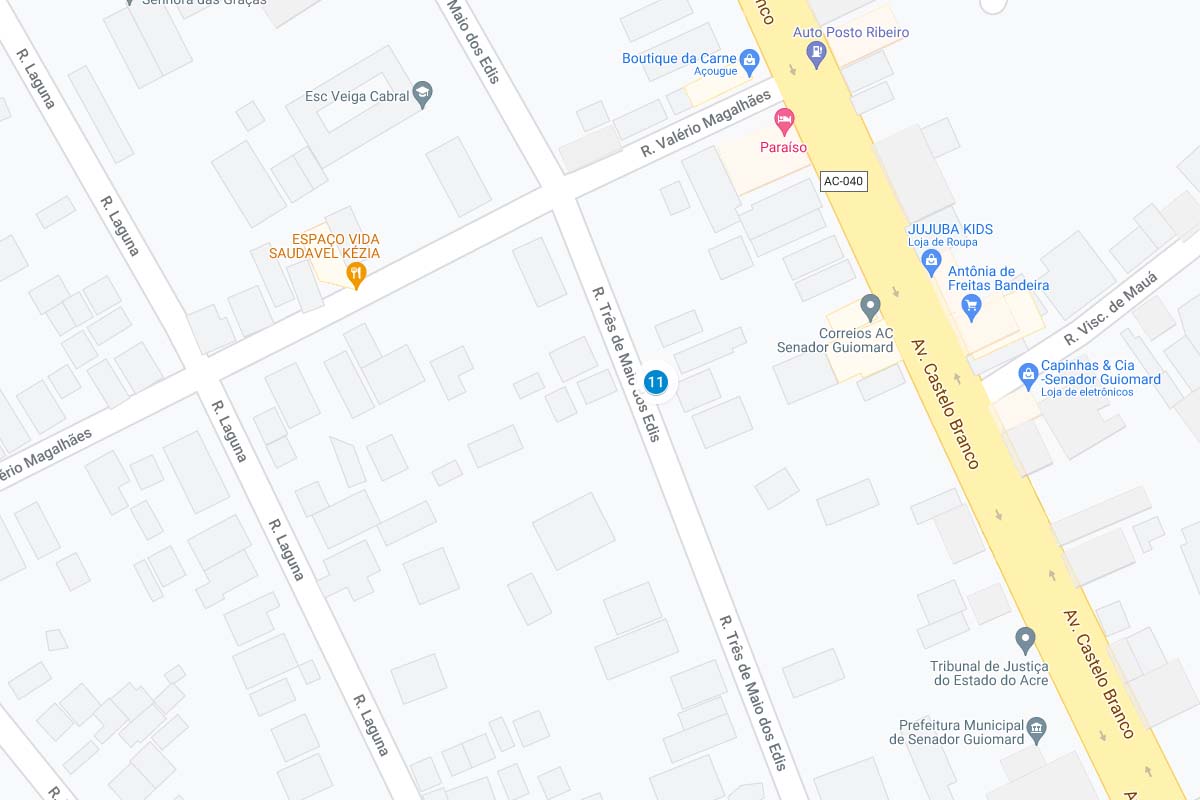 Senhora das Graças
Maio dos Edis
Branco
R. Laguna
Auto Posto Ribeiro
Boutique da Carne
Açougue
Esc Veiga Cabral
R. Valério Magalhães
Paraíso
AC-040
R. Laguna
ESPAÇO VIDA
SAUDAVEL KÉZIA
JUJUBA KIDS
Loja de Roupa
Antônia de
Freitas Bandeira
R. Visc. de Mauá
R. Três de Maio dos Edis
Correios AC
Senador Guiomard
11
Av. Castelo Branco
Capinhas & Cia
-Senador Guiomard
Loja de eletrônicos
ério Magalhães
R. Laguna
R. Laguna
R. Três de Maio dos Edis
Av. Castelo Branco
Tribunal de Justiça
do Estado do Acre
R. Laguna
Prefeitura Municipal
de Senador Guiomard
R.
A